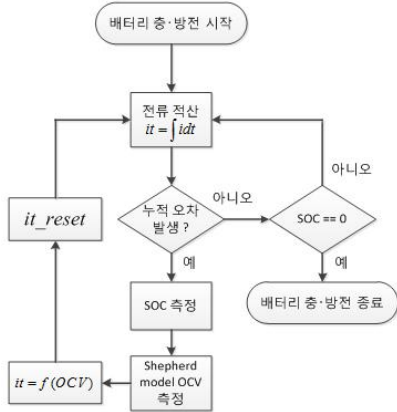 배터리 충·방전 시작
전류 적산
it = ∫idt
아니오
누적 오차
발생 ?
아니오
SOC == 0
it_reset
예
예
SOC 측정
배터리 충·방전 종료
Shepherd
model OCV
측정
it = f (OCV)